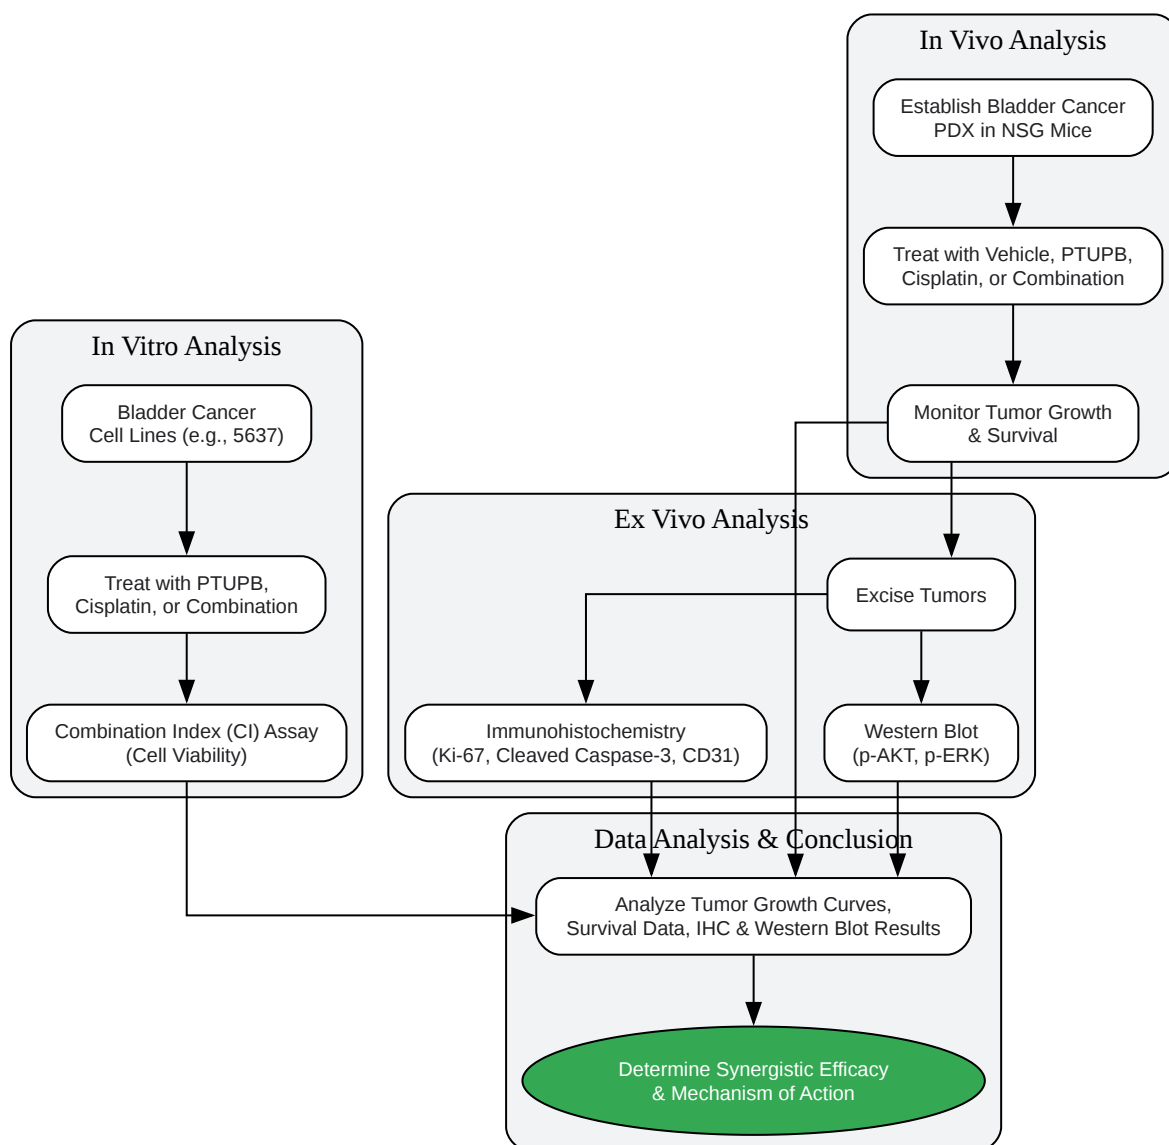 In Vivo Analysis
Establish Bladder Cancer
PDX in NSG Mice
Treat with Vehicle, PTUPB,
Cisplatin, or Combination
Monitor Tumor Growth
& Survival
In Vitro Analysis
Bladder Cancer
Cell Lines (e.g., 5637)
Treat with PTUPB,
Cisplatin, or Combination
Combination Index (CI) Assay
(Cell Viability)
Ex Vivo Analysis
Excise Tumors
Immunohistochemistry
(Ki-67, Cleaved Caspase-3, CD31)
Western Blot
(p-AKT, p-ERK)
Data Analysis & Conclusion
Analyze Tumor Growth Curves,
Survival Data, IHC & Western Blot Results
Determine Synergistic Efficacy
& Mechanism of Action